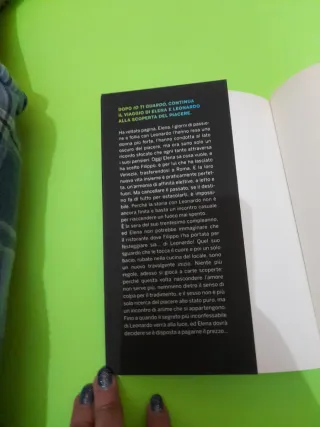 DOPO IO TI GUARDO, CONTINUA
IL VIAGGIO DI ELENA E LEONARDO
ALLA SCOPERTA DEL PIACERE.
Ha voltato pagina, Elena. I giorni di passio-
ne e follia con Leonardo l'hanno resa una
donna più forte, l'hanno condotta al lato
oscuro del piacere, ma ora sono solo un
ricordo sfocato che ogni tanto attraversa
i suoi pensieri. Oggi Elena sa cosa vuole, e
ha scelto Filippo: è per lui che ha lasciato
Venezia, trasferendosi a Roma. E la loro
nuova vita insieme è praticamente perfet-
ta, un'armonia di affinità elettive, a letto e
fuori. Ma cancellare il passato, se il desti-
no fa di tutto per ostacolarti, è impossi-
bile. Perché la storia con Leonardo non è
ancora finita e basta un incontro casuale
per riaccendere un fuoco mai spento.
È la sera del suo trentesimo compleanno,
ed Elena non potrebbe immaginare che
il ristorante dove Filippo l'ha portata per
festeggiare sia... di Leonardo! Quel suo
sguardo che le tocca il cuore e poi un solo
bacio, rubato nella cucina del locale, sono
un nuovo travolgente inizio. Niente più
regole, adesso si gioca a carte scoperte:
perché questa volta nascondere l'amore
non serve più, nemmeno dietro il senso di
colpa per il tradimento, e il sesso non è più
solo ricerca del piacere allo stato puro, ma
un incontro di anime che si appartengono.
Fino a quando il segreto più inconfessabile
di Leonardo verrà alla luce, ed Elena dovrà
decidere se è disposta a pagarne il prezzo...